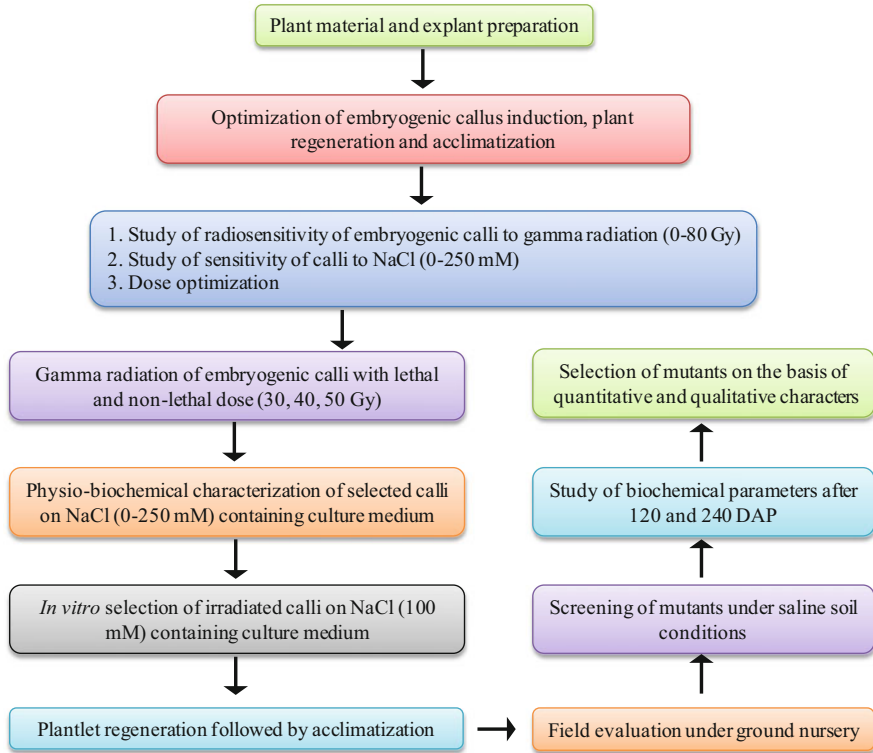 Plant material and explant preparation
Optimization of embryogenic callus induction, plant
regeneration and acclimatization
1. Study of radiosensitivity of embryogenic calli to gamma radiation (0-80 Gy)
2. Study of sensitivity of calli to NaCl (0-250 mM)
3. Dose optimization
Gamma radiation of embryogenic calli with lethal
and non-lethal dose (30, 40, 50 Gy)
Physio-biochemical characterization of selected calli
on NaCl (0-250 mM) containing culture medium
In vitro selection of irradiated calli on NaCl (100
mM) containing culture medium
Plantlet regeneration followed by acclimatization
Field evaluation under ground nursery
Screening of mutants under saline soil
conditions
Study of biochemical parameters after
120 and 240 DAP
Selection of mutants on the basis of
quantitative and qualitative characters